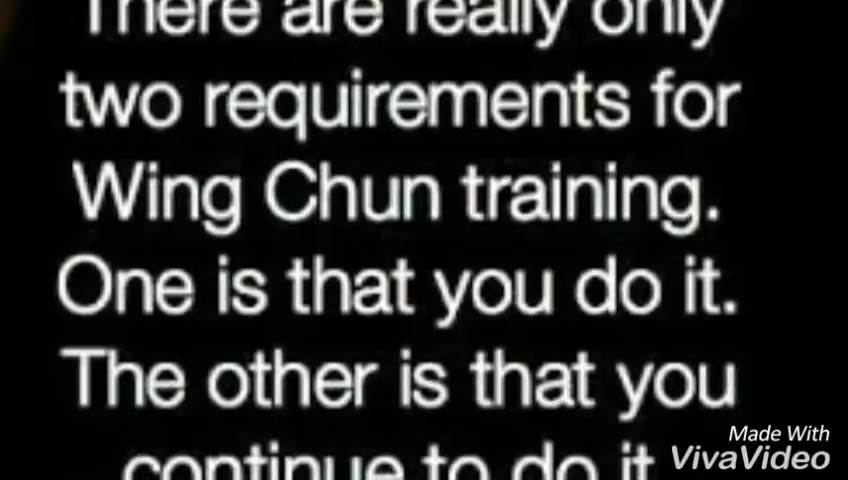 There are really only
two requirements for
Wing Chun training.
One is that you do it.
The other is that you
continue to do it
Made With
VivaVideo